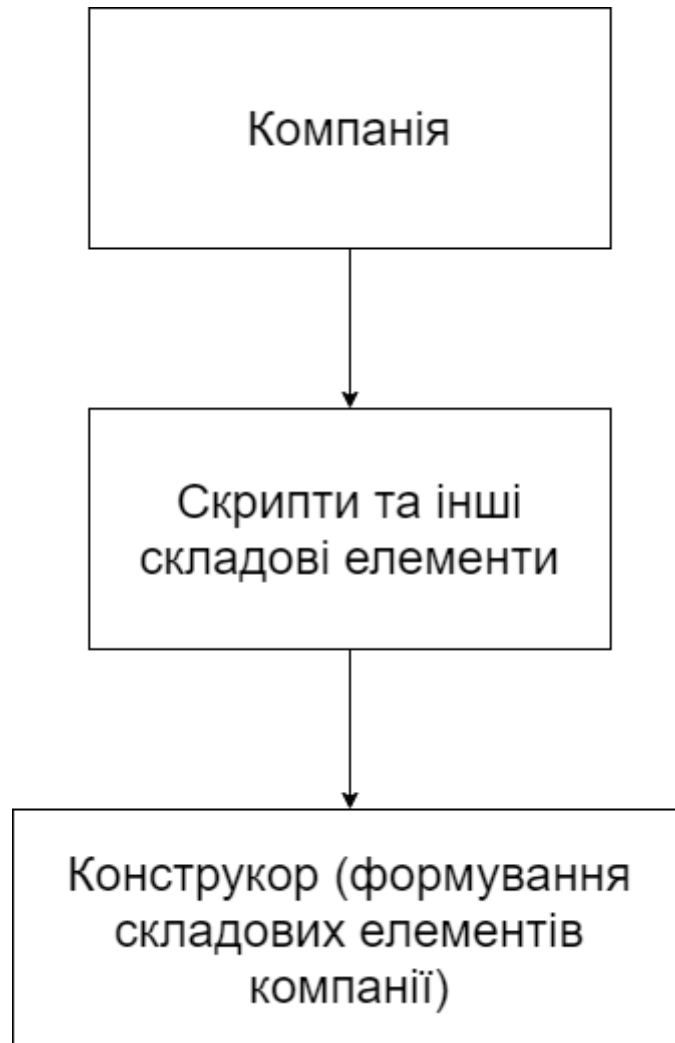 Компанія
Скрипти та інші
складові елементи
Конструкор (формування
складових елементів
компанії)